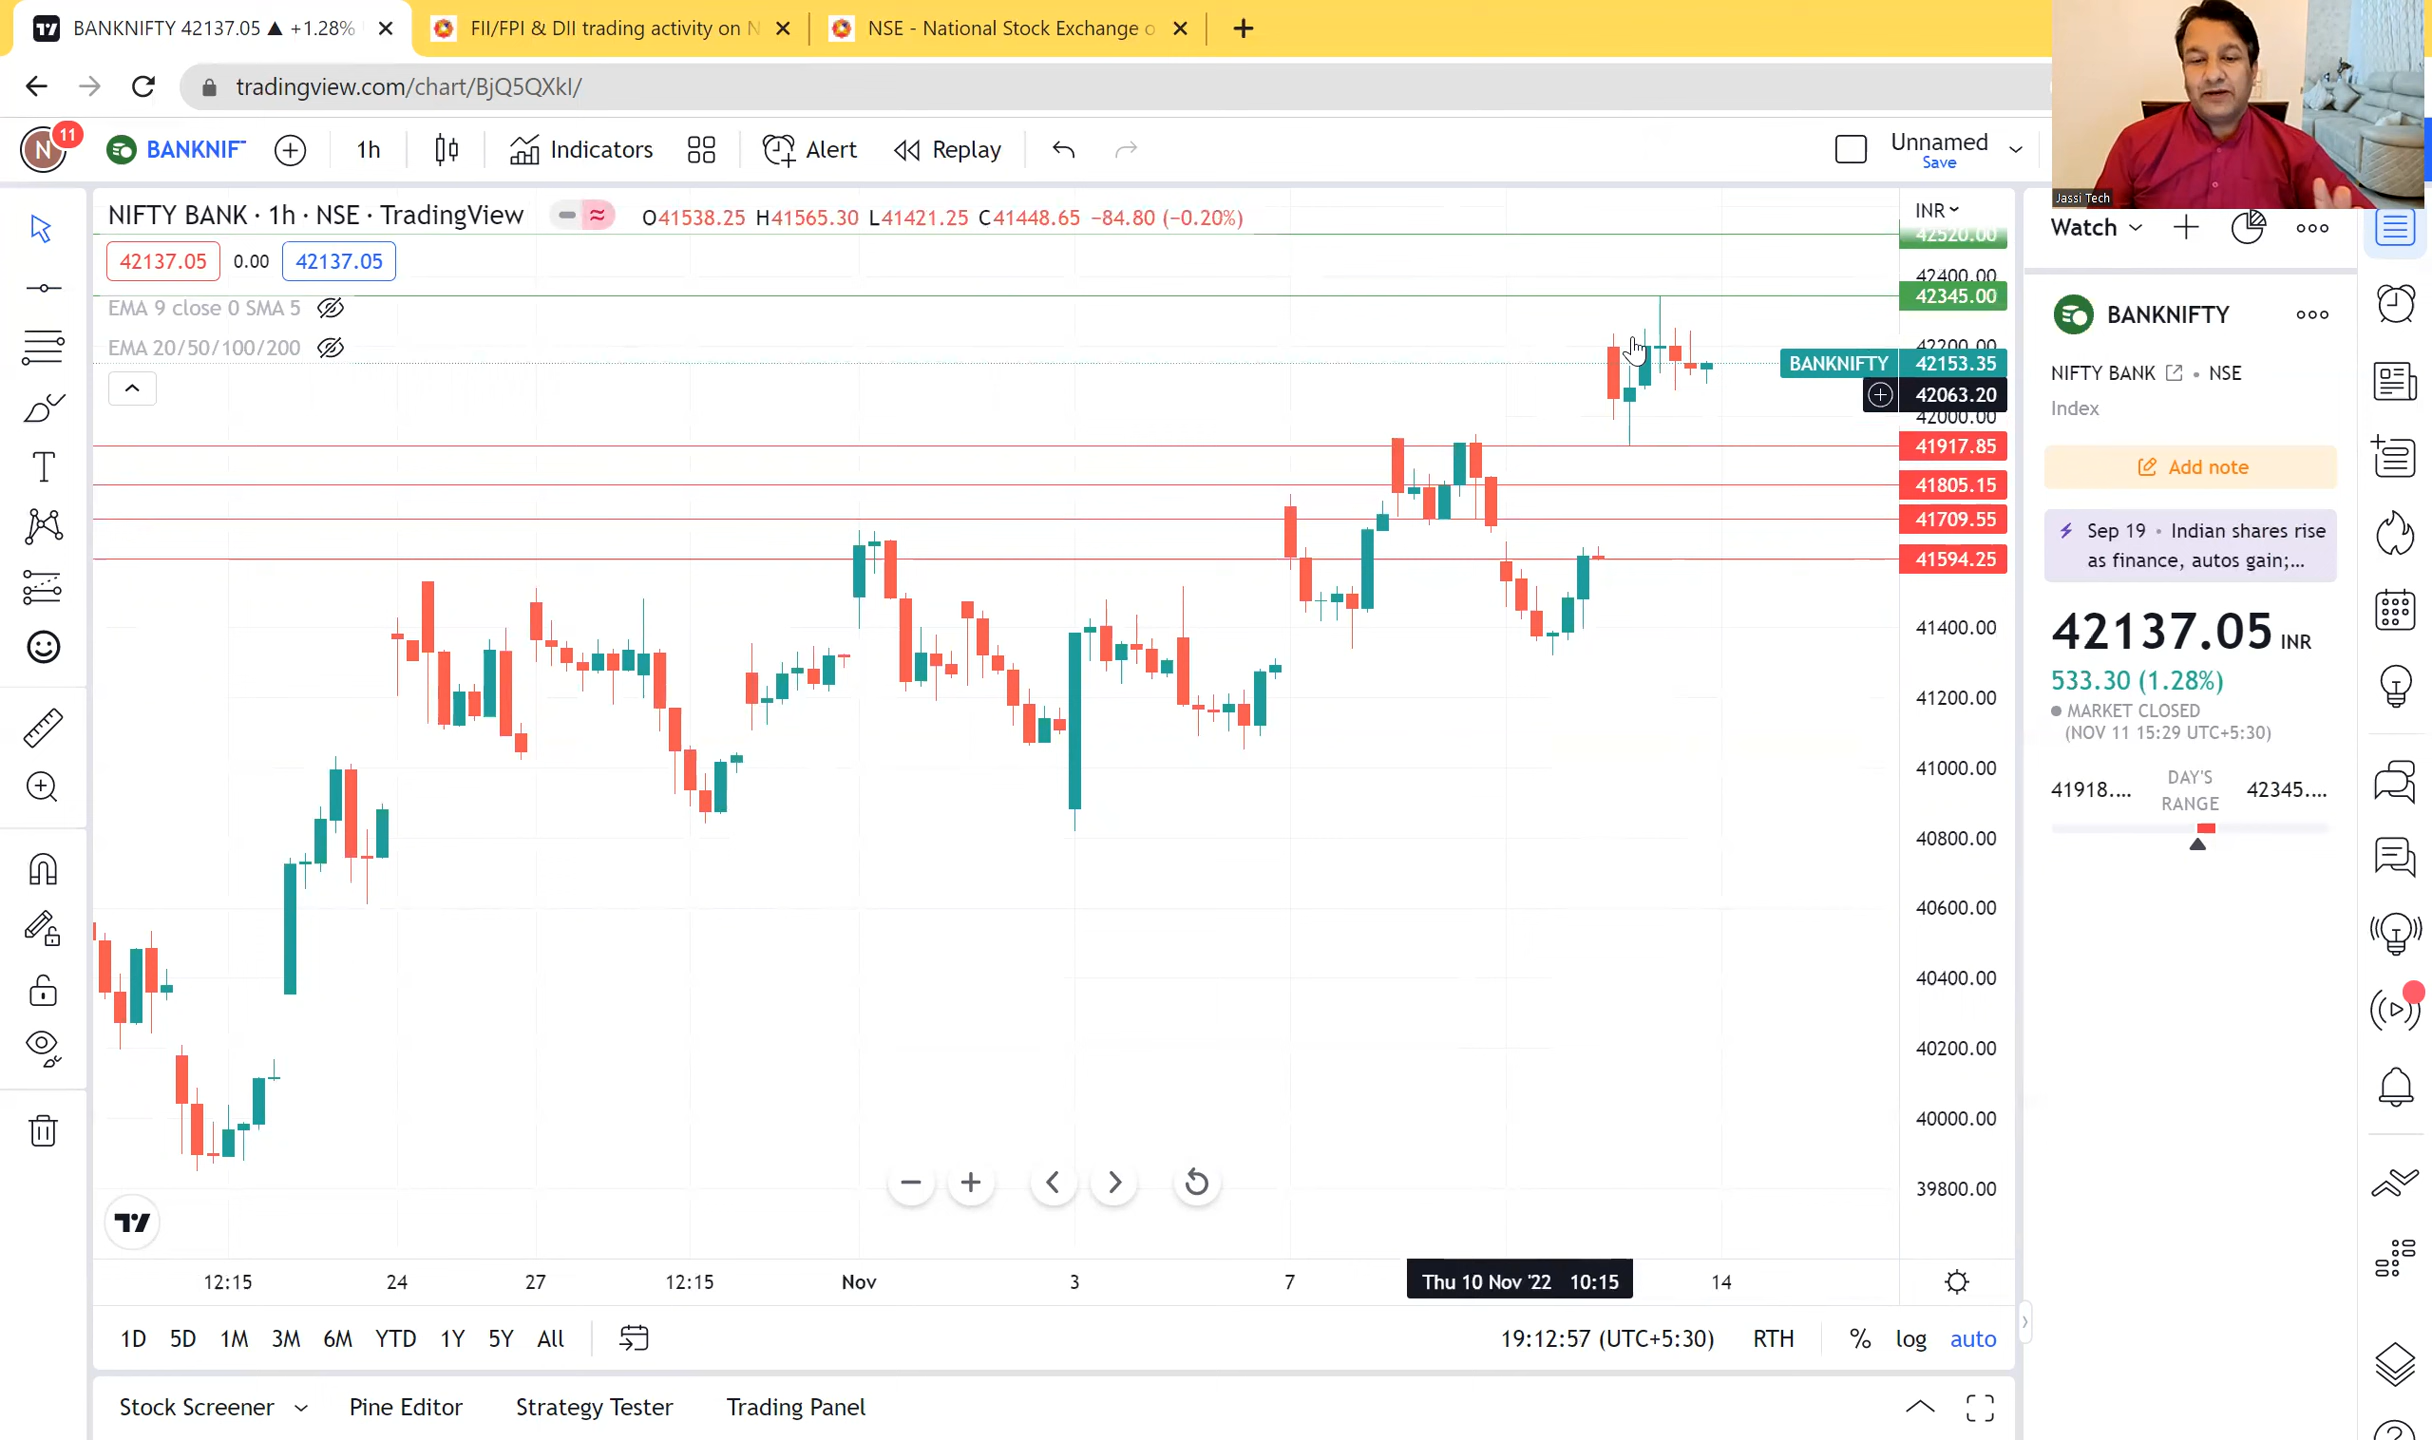 BANKNIFTY 42137.05 ▲ +1.28%
FII/FPI & DII trading activity on N
NSE - National Stock Exchange o
tradingview.com/chart/BjQ5QXkI/
N 11 BANKNIF 1h Indicators Alert Replay Unnamed
Save
Jassi Tech
NIFTY BANK · 1h · NSE · TradingView O41538.25 H41565.30 L41421.25 C41448.65 −84.80 (−0.20%)
42137.05 0.00 42137.05
EMA 9 close 0 SMA 5
EMA 20/50/100/200
INR
42520.00
42400.00
42345.00
42200.00
BANKNIFTY 42153.35
42063.20
42000.00
41917.85
41805.15
41709.55
41594.25
41400.00
41200.00
41000.00
40800.00
40600.00
40400.00
40200.00
40000.00
39800.00
12:15 24 27 12:15 Nov 3 7 Thu 10 Nov '22 10:15 14
1D 5D 1M 3M 6M YTD 1Y 5Y All 19:12:57 (UTC+5:30) RTH % log auto
Stock Screener Pine Editor Strategy Tester Trading Panel
Watch
BANKNIFTY
NIFTY BANK • NSE
Index
Add note
Sep 19 • Indian shares rise
as finance, autos gain;...
42137.05 INR
533.30 (1.28%)
MARKET CLOSED
(NOV 11 15:29 UTC+5:30)
41918.... DAY'S RANGE 42345....